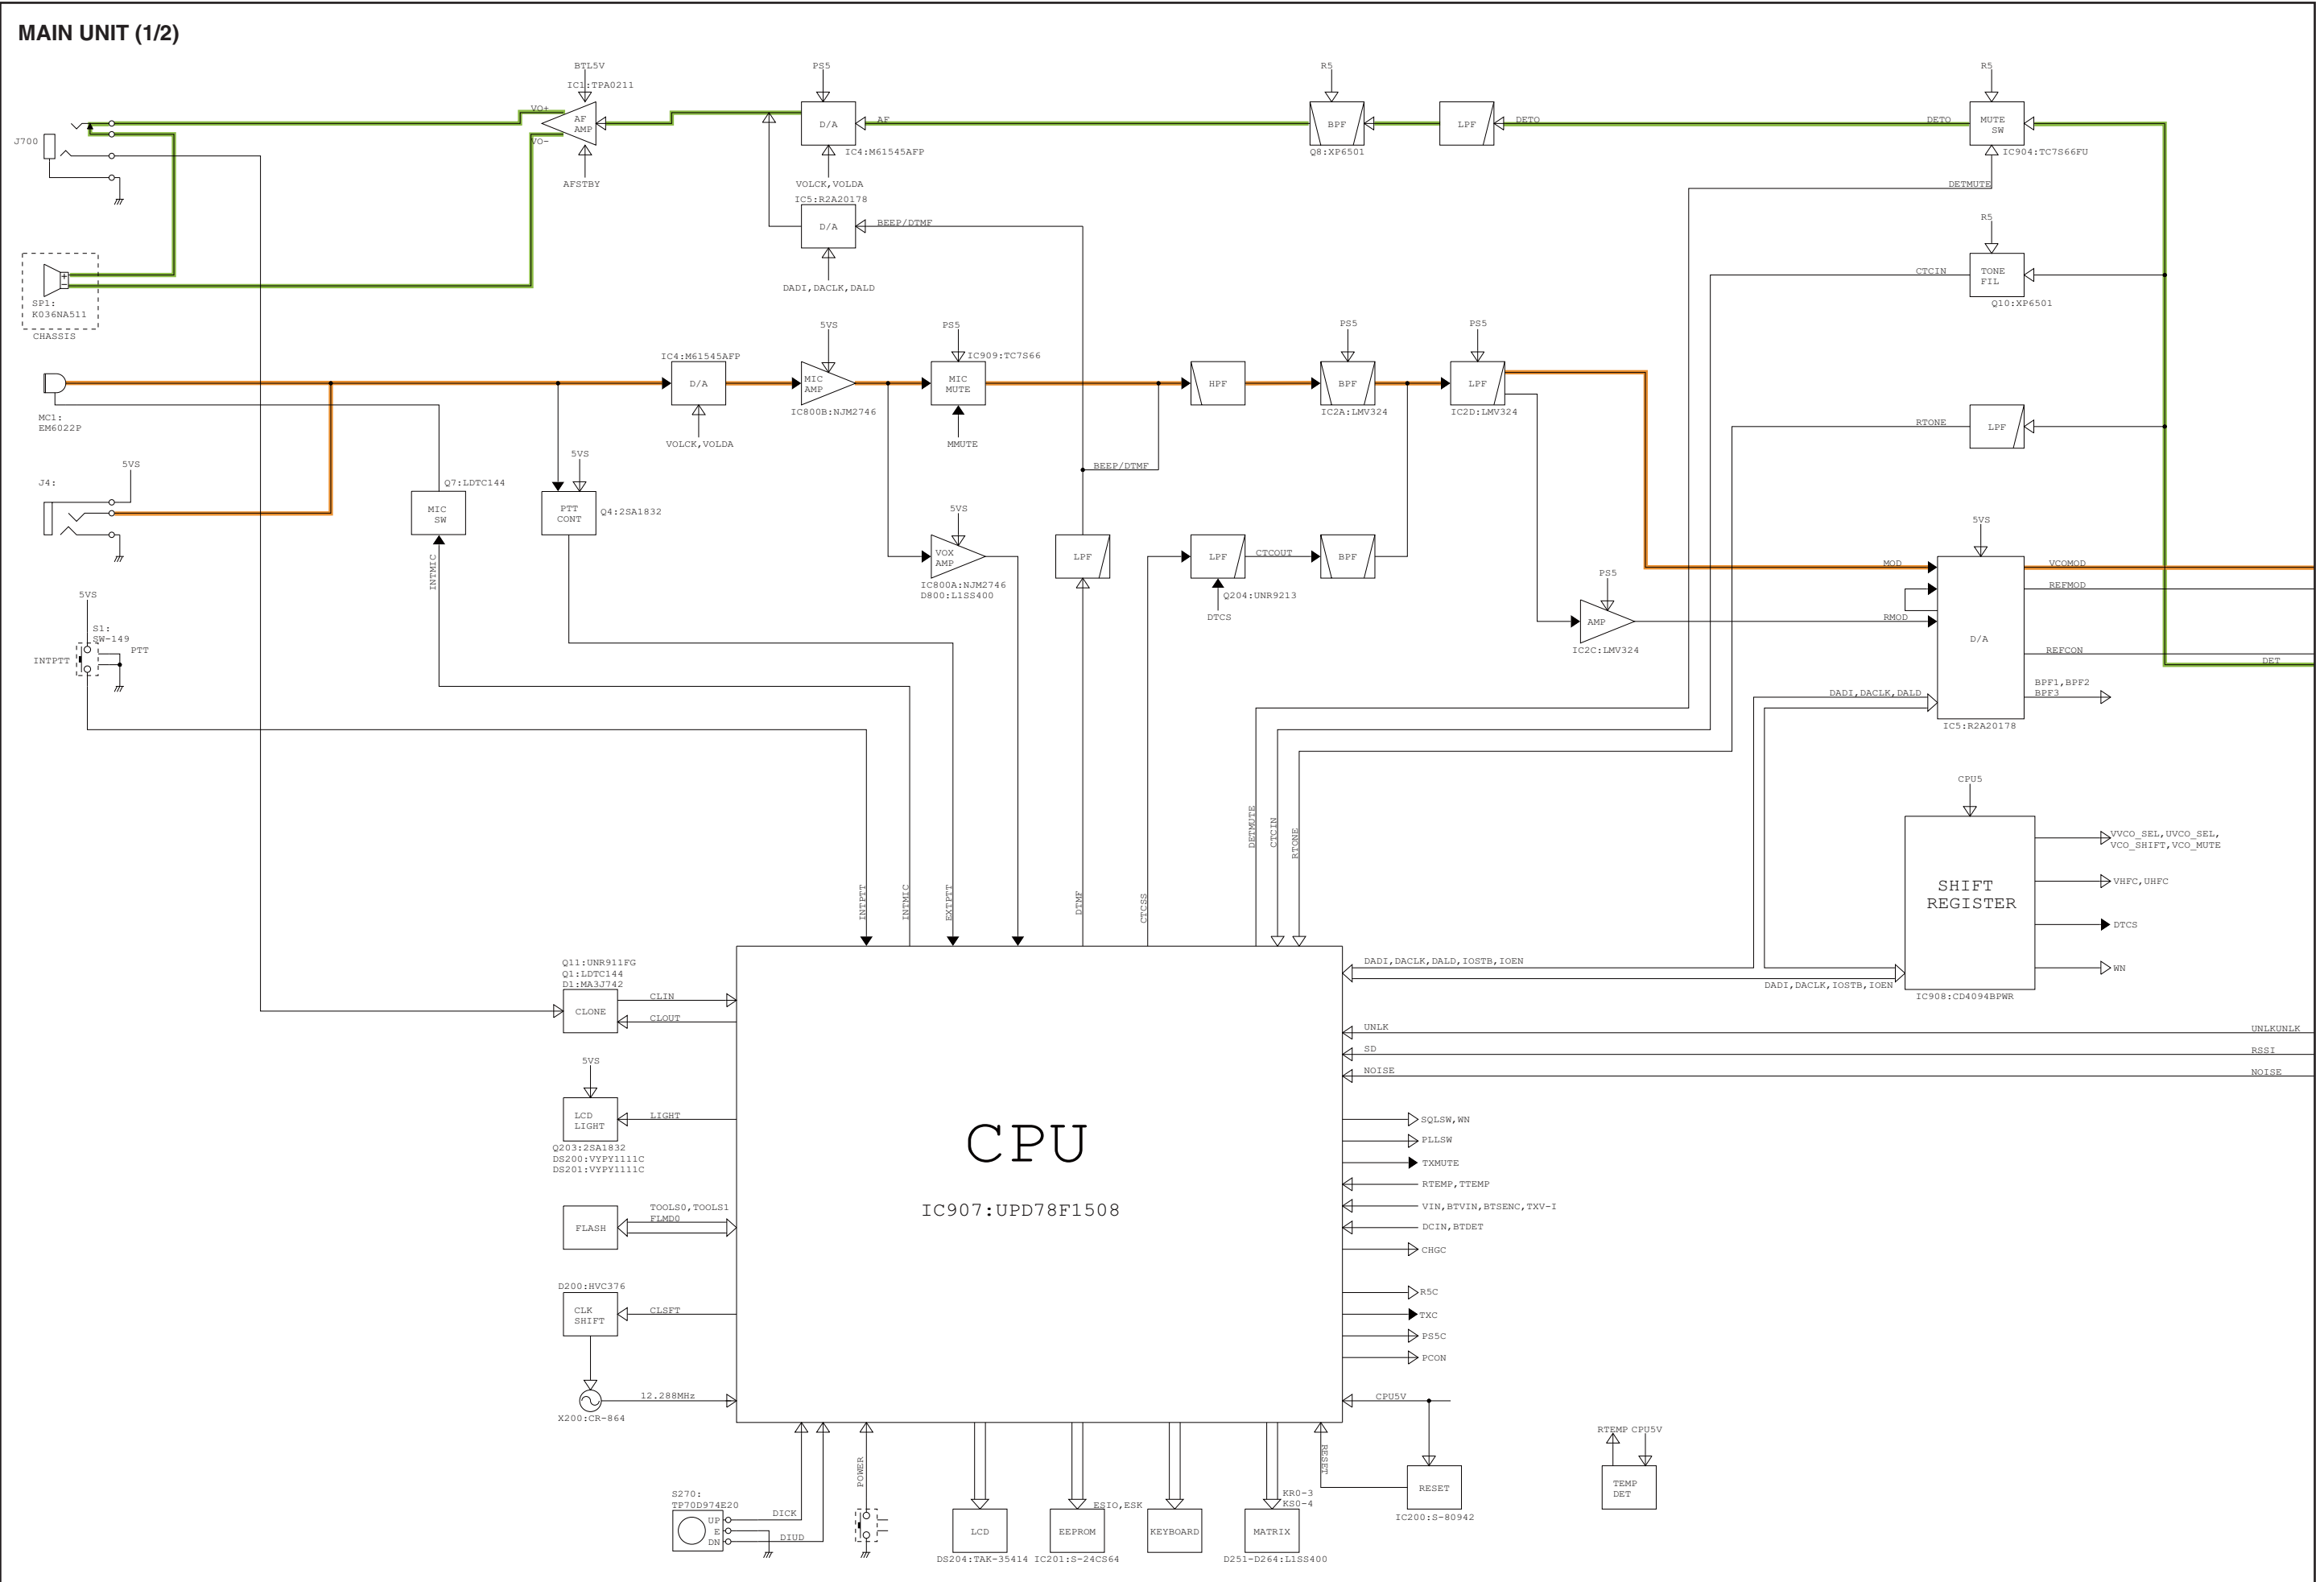 MAIN UNIT (1/2)
BTL5V
IC1:TPA0211
VO+
AF
AMP
VO-
AFSTBY
PS5
D/A
IC4:M61545AFP
VOLCK,VOLDA
AF
R5
BPF
Q8:XP6501
LPF
DETO
DETO
R5
MUTE
SW
IC904:TC7S66FU
DETMUTE
J700
IC5:R2A20178
D/A
BEEP/DTMF
DADI,DACLK,DALD
R5
CTCIN
TONE
FIL
Q10:XP6501
SP1:
K036NA511
CHASSIS
MC1:
EM6022P
IC4:M61545AFP
D/A
VOLCK,VOLDA
5VS
MIC
AMP
IC800B:NJM2746
PS5
IC909:TC7S66
MIC
MUTE
MMUTE
HPF
PS5
BPF
IC2A:LMV324
PS5
LPF
IC2D:LMV324
RTONE
LPF
5VS
J4:
Q7:LDTC144
MIC
SW
INTMIC
5VS
PTT
CONT
Q4:2SA1832
5VS
VOX
AMP
IC800A:NJM2746
D800:L1SS400
BEEP/DTMF
LPF
LPF
CTCOUT
BPF
Q204:UNR9213
DTCS
PS5
AMP
IC2C:LMV324
5VS
MOD
RMOD
D/A
VCOMOD
REFMOD
REFCON
DET
BPF1,BPF2
BPF3
DADI,DACLK,DALD
IC5:R2A20178
5VS
S1:
SW-149
PTT
INTPTT
INTPTT
INTMIC
EXTPTT
DTMF
CTCSS
DETMUTE
CTCIN
RTONE
CPU5
SHIFT
REGISTER
VVCO_SEL,UVCO_SEL,
VCO_SHIFT,VCO_MUTE
VHFC,UHFC
DTCS
WN
IC908:CD4094BPWR
DADI,DACLK,DALD,IOSTB,IOEN
DADI,DACLK,IOSTB,IOEN
Q11:UNR911FG
Q1:LDTC144
D1:MA3J742
CLONE
CLIN
CLOUT
UNLK
UNLKUNLK
SD
RSSI
NOISE
NOISE
5VS
LCD
LIGHT
LIGHT
Q203:2SA1832
DS200:VYPY1111C
DS201:VYPY1111C
CPU
IC907:UPD78F1508
SQLSW,WN
PLLSW
TXMUTE
RTEMP,TTEMP
VIN,BTVIN,BTSENC,TXV-I
DCIN,BTDET
CHGC
R5C
TXC
PS5C
PCON
CPU5V
FLASH
TOOLS0,TOOLS1
FLMD0
D200:HVC376
CLK
SHIFT
CLSFT
12.288MHz
X200:CR-864
S270:
TP70D974E20
UP
E
DN
DICK
DIUD
POWER
LCD
DS204:TAK-35414
ESIO,ESK
EEPROM
IC201:S-24CS64
KEYBOARD
KR0-3
KS0-4
MATRIX
D251-D264:L1SS400
RESET
RESET
IC200:S-80942
RTEMP CPU5V
TEMP
DET